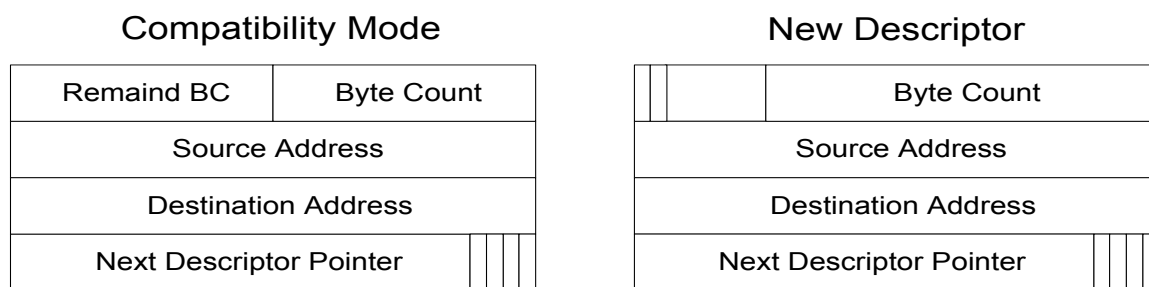 Compatibility Mode
Remaind BC Byte Count
Source Address
Destination Address
Next Descriptor Pointer
New Descriptor
Byte Count
Source Address
Destination Address
Next Descriptor Pointer